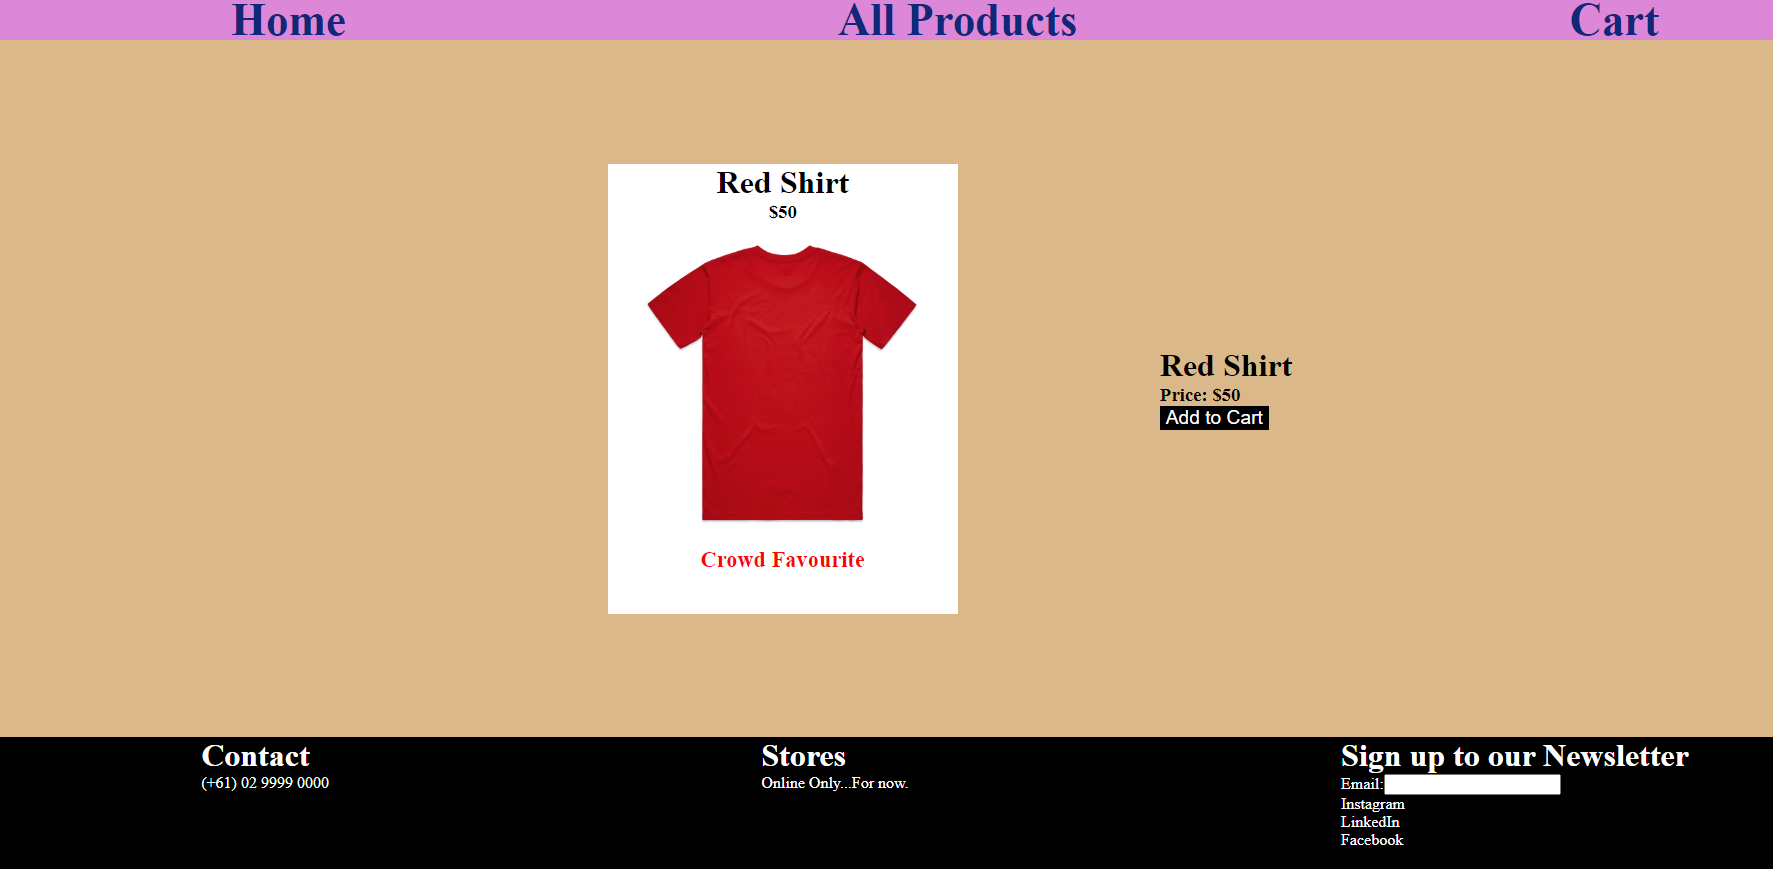 Home All Products Cart
Red Shirt
$50
Crowd Favourite
Red Shirt
Price: $50
Add to Cart
Contact
(+61) 02 9999 0000
Stores
Online Only...For now.
Sign up to our Newsletter
Email:
Instagram
LinkedIn
Facebook